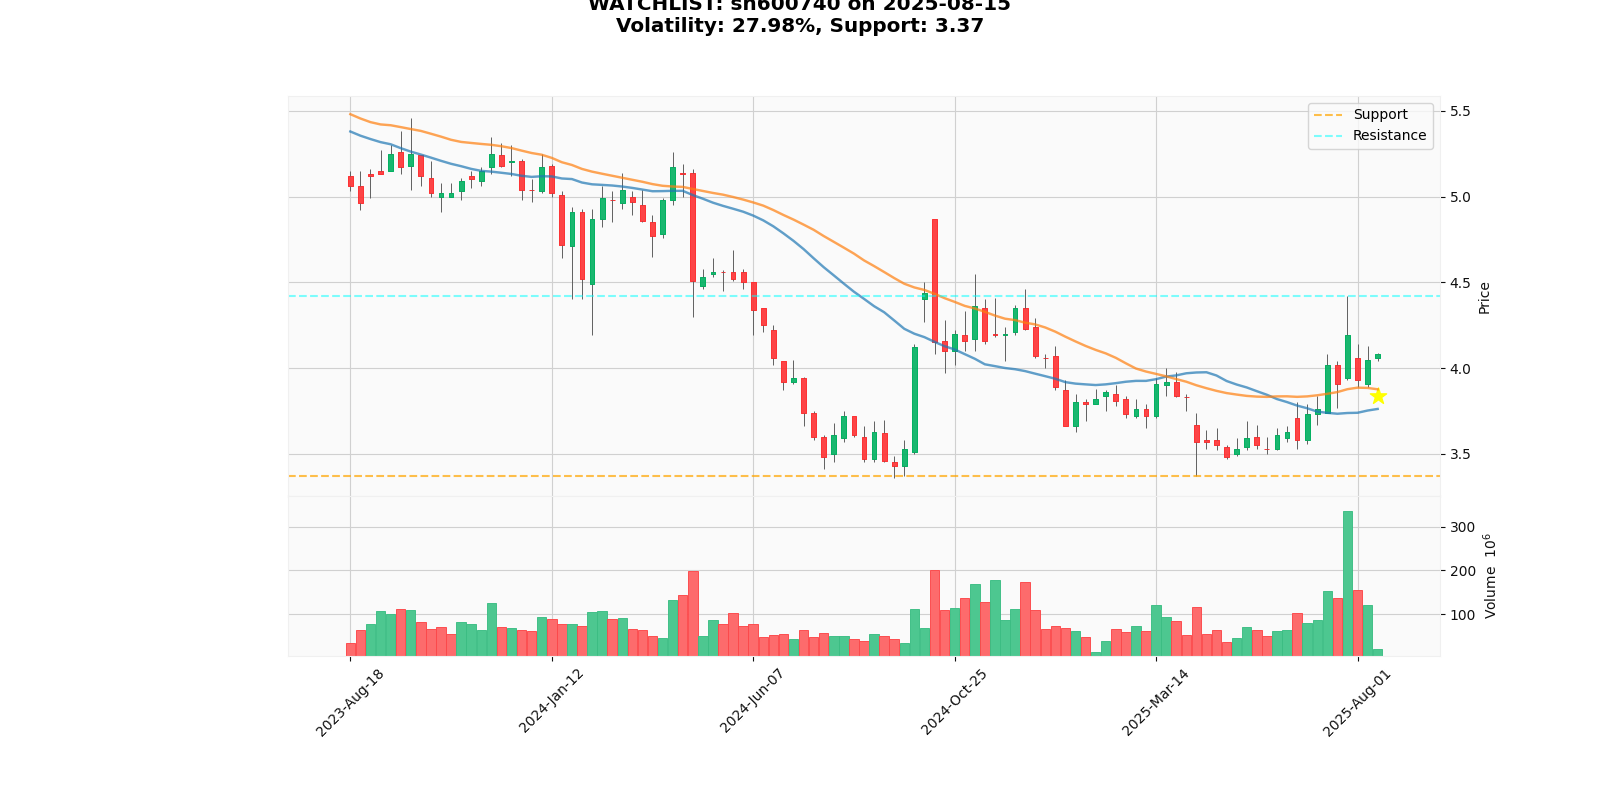 WATCHLIST: sh600740 on 2025-08-15
Volatility: 27.98%, Support: 3.37
Support
Resistance
5.5
5.0
4.5
4.0
3.5
Price
300
200
100
Volume 10⁶
2023-Aug-18
2024-Jan-12
2024-Jun-07
2024-Oct-25
2025-Mar-14
2025-Aug-01